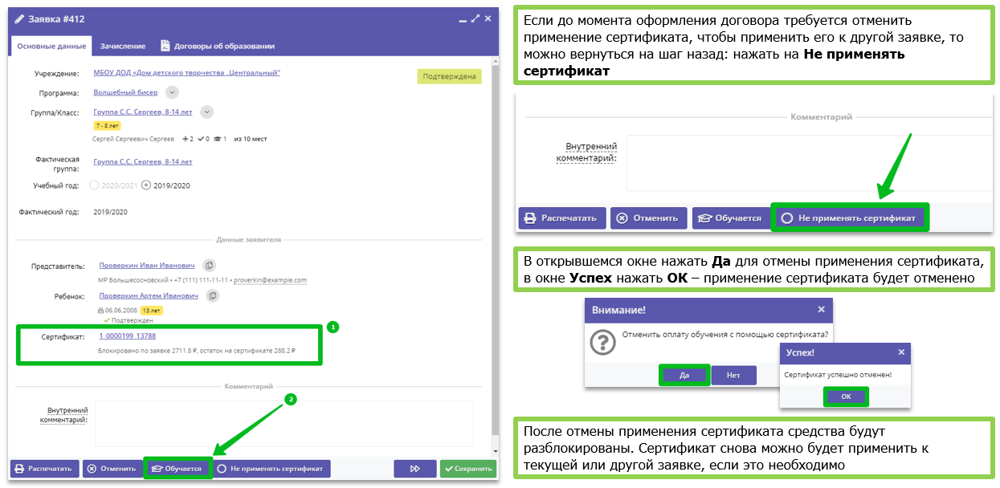 Заявка #412
Основные данные
Зачисление
Договоры об образовании
Учреждение:
МБОУ ДОД «Дом детского творчества „Центральный"
Подтверждена
Программа:
Волшебный бисер
Группа/Класс:
Группа С.С. Сергеев, 8-14 лет
7 - 8 лет
Сергей Сергеевич Сергеев +2 ✓0 1 из 10 мест
Фактическая
группа:
Группа С.С. Сергеев, 8-14 лет
Учебный год:
2020/2021
2019/2020
Фактический год:
2019/2020
Данные заявителя
Представитель:
Проверкин Иван Иванович
МР Большесосновский • +7 (111) 111-11-11 • proverkin@example.com
Ребенок:
Проверкин Артем Иванович
06.06.2008 13 лет
Подтвержден
Сертификат:
1_0000199_13788
1
Блокировано по заявке 2711.8 ₽, остаток на сертификате 288.2 ₽
Комментарий
2
Внутренний
комментарий:
Распечатать
Отменить
Обучается
Не применять сертификат
Сохранить
Если до момента оформления договора требуется отменить
применение сертификата, чтобы применить его к другой заявке, то
можно вернуться на шаг назад: нажать на Не применять
сертификат
Комментарий
Внутренний
комментарий:
Распечатать
Отменить
Обучается
Не применять сертификат
В открывшемся окне нажать Да для отмены применения сертификата,
в окне Успех нажать ОК – применение сертификата будет отменено
Внимание!
Отменить оплату обучения с помощью сертификата?
Да
Нет
Успех!
Сертификат успешно отменен!
ОК
После отмены применения сертификата средства будут
разблокированы. Сертификат снова можно будет применить к
текущей или другой заявке, если это необходимо